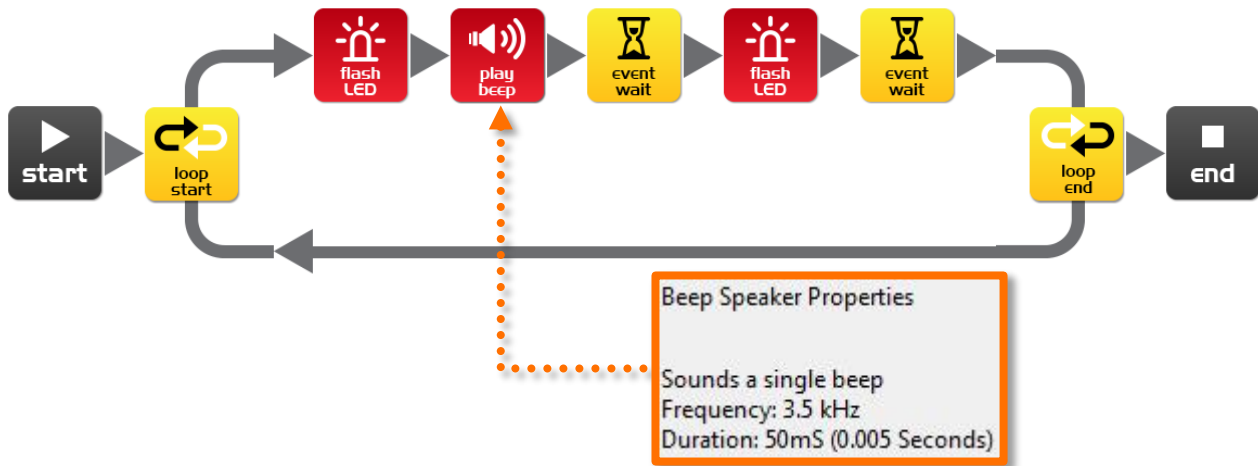 flash
LED
play
beep
event
wait
flash
LED
event
wait
start
loop
start
loop
end
end
Beep Speaker Properties
Sounds a single beep
Frequency: 3.5 kHz
Duration: 50mS (0.005 Seconds)